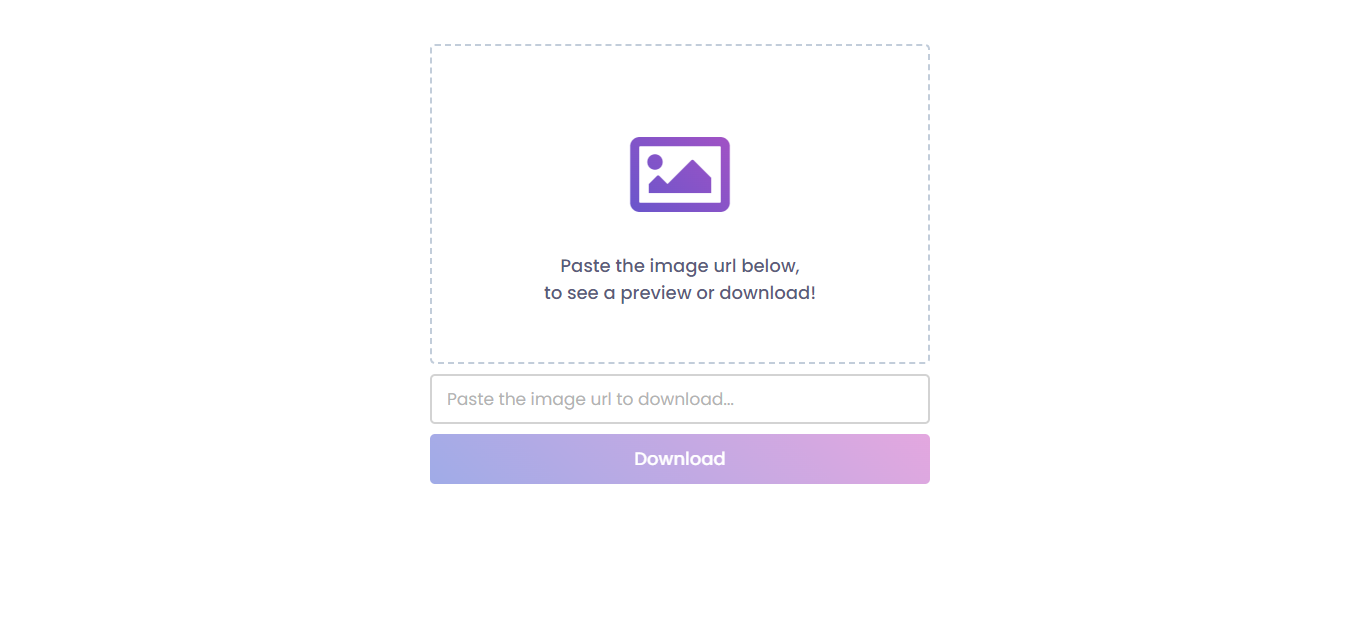 Paste the image url below,
to see a preview or download!
Paste the image url to download...
Download